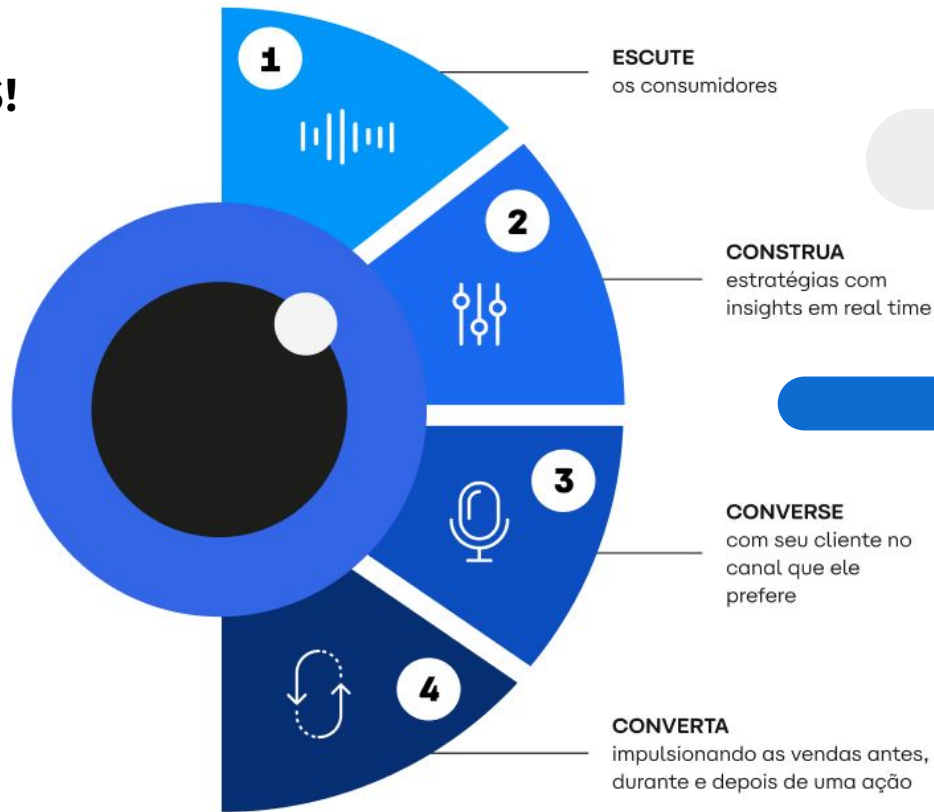 S!
1
ESCUTE
os consumidores
2
CONSTRUA
estratégias com
insights em real time
3
CONVERSE
com seu cliente no
canal que ele
prefere
4
CONVERTA
impulsionando as vendas antes,
durante e depois de uma ação